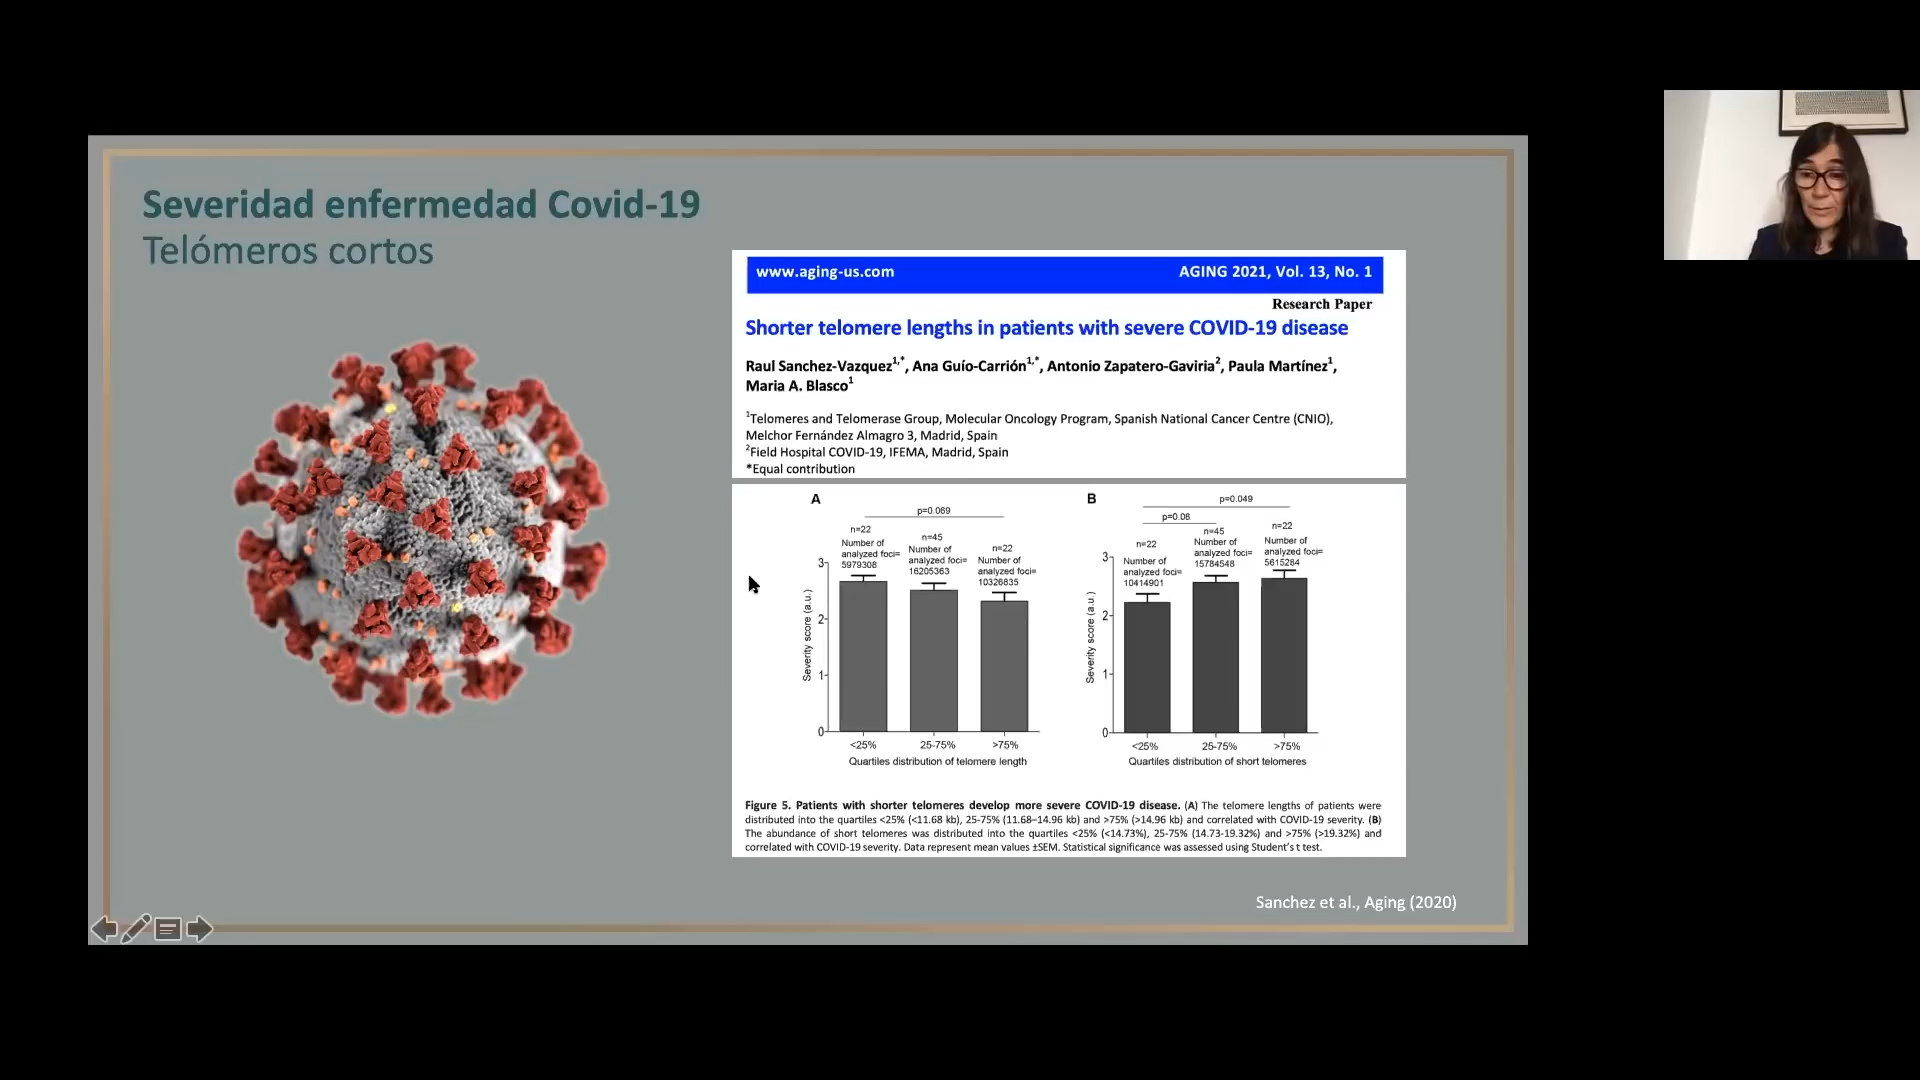 Severidad enfermedad Covid-19
Telómeros cortos
www.aging-us.com AGING 2021, Vol. 13, No. 1
Research Paper
Shorter telomere lengths in patients with severe COVID-19 disease
Raul Sanchez-Vazquez1,*, Ana Guío-Carrión1,*, Antonio Zapatero-Gaviria2, Paula Martínez1,
Maria A. Blasco1
1Telomeres and Telomerase Group, Molecular Oncology Program, Spanish National Cancer Centre (CNIO),
Melchor Fernández Almagro 3, Madrid, Spain
2Field Hospital COVID-19, IFEMA, Madrid, Spain
*Equal contribution
A
p=0.089
n=22
Number of
analyzed foci=
5979308
n=45
Number of
analyzed foci=
16205363
n=22
Number of
analyzed foci=
10326835
Severity score (a.u.)
3
2
1
0
<25% 25-75% >75%
Quartiles distribution of telomere length
B
p=0.049
p=0.08
n=22
Number of
analyzed foci=
10414901
n=45
Number of
analyzed foci=
15784548
n=22
Number of
analyzed foci=
5615284
Severity score (a.u.)
3
2
1
0
<25% 25-75% >75%
Quartiles distribution of short telomeres
Figure 5. Patients with shorter telomeres develop more severe COVID-19 disease. (A) The telomere lengths of patients were
distributed into the quartiles <25% (<11.68 kb), 25-75% (11.68–14.96 kb) and >75% (>14.96 kb) and correlated with COVID-19 severity. (B)
The abundance of short telomeres was distributed into the quartiles <25% (<14.73%), 25-75% (14.73-19.32%) and >75% (>19.32%) and
correlated with COVID-19 severity. Data represent mean values ±SEM. Statistical significance was assessed using Student's t test.
Sanchez et al., Aging (2020)